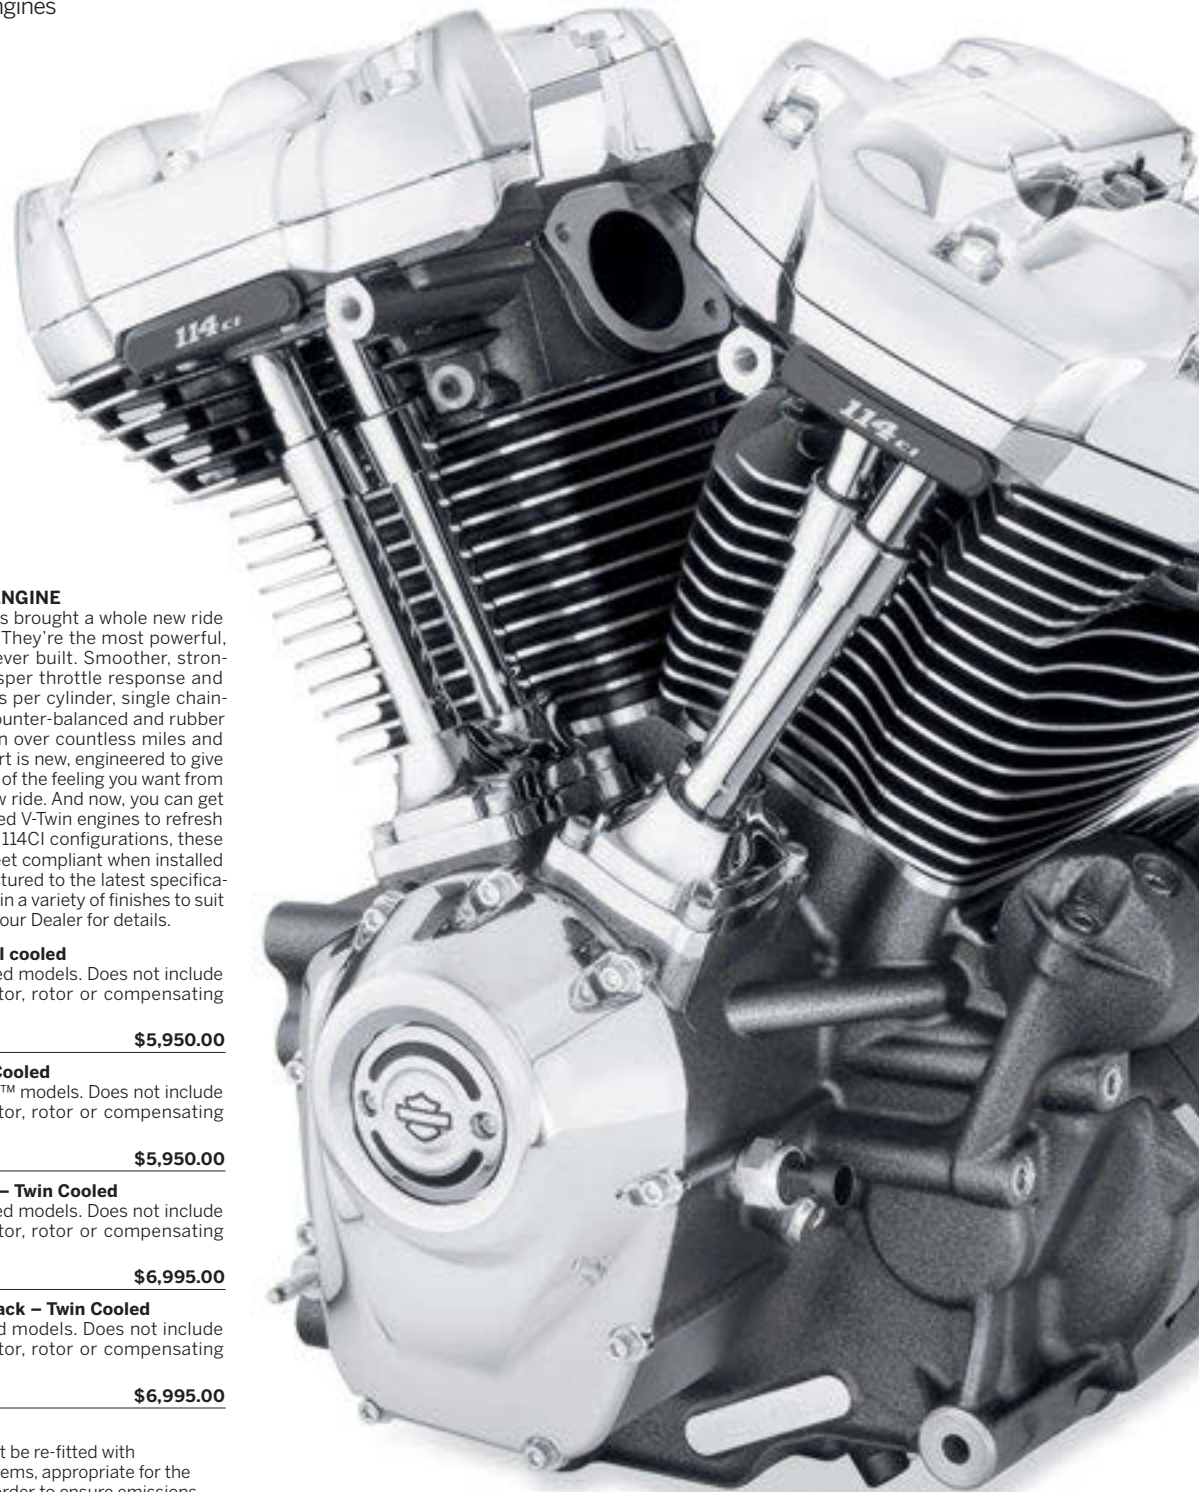 ngines
114CI
114CI
NGINE
s brought a whole new ride
They're the most powerful,
ever built. Smoother, stron-
sper throttle response and
s per cylinder, single chain-
ounter-balanced and rubber
n over countless miles and
rt is new, engineered to give
of the feeling you want from
w ride. And now, you can get
ed V-Twin engines to refresh
114CI configurations, these
et compliant when installed
tured to the latest specifica-
in a variety of finishes to suit
our Dealer for details.
l cooled
ed models. Does not include
tor, rotor or compensating
$5,950.00
Cooled
™ models. Does not include
tor, rotor or compensating
$5,950.00
– Twin Cooled
ed models. Does not include
tor, rotor or compensating
$6,995.00
ack – Twin Cooled
d models. Does not include
tor, rotor or compensating
$6,995.00
t be re-fitted with
ems, appropriate for the
order to ensure emissions